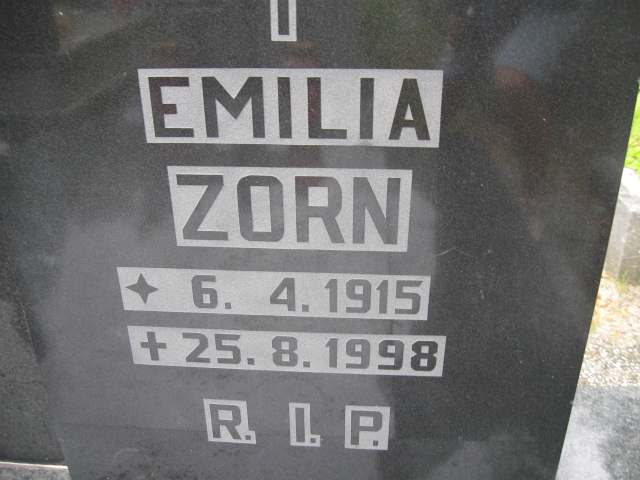 EMILIA
ZORN
✦ 6. 4. 1915
✝ 25. 8. 1998
R. I. P.